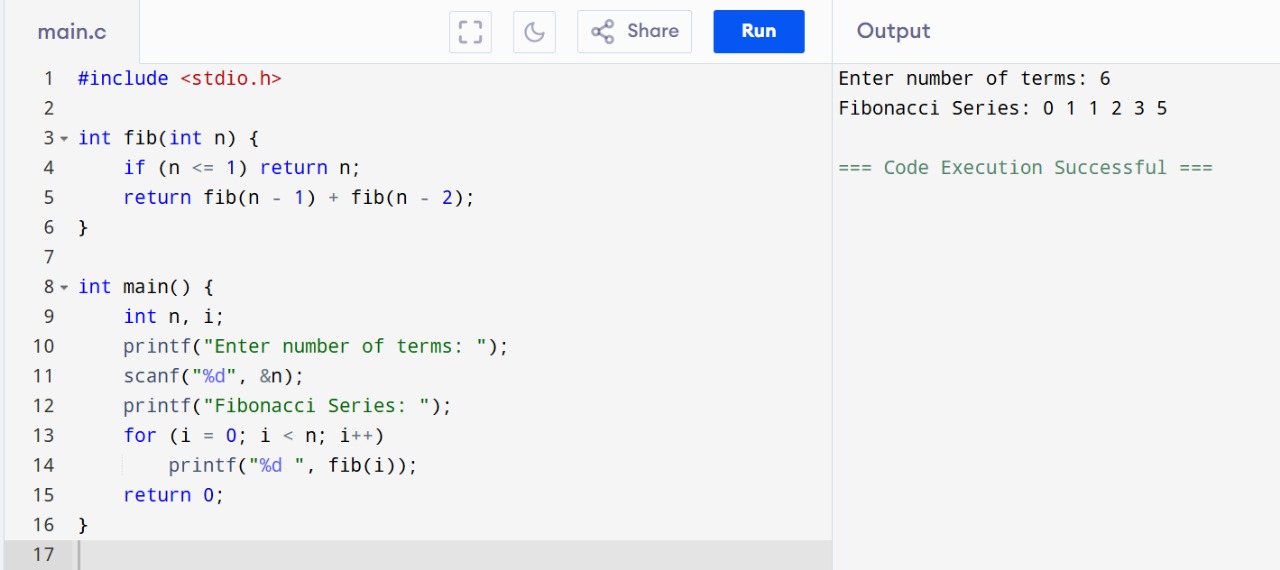 main.c
Share
Run
Output
1 #include <stdio.h>
2
3 int fib(int n) {
4     if (n <= 1) return n;
5     return fib(n - 1) + fib(n - 2);
6 }
7
8 int main() {
9     int n, i;
10     printf("Enter number of terms: ");
11     scanf("%d", &n);
12     printf("Fibonacci Series: ");
13     for (i = 0; i < n; i++)
14         printf("%d ", fib(i));
15     return 0;
16 }
17
Enter number of terms: 6
Fibonacci Series: 0 1 1 2 3 5
=== Code Execution Successful ===